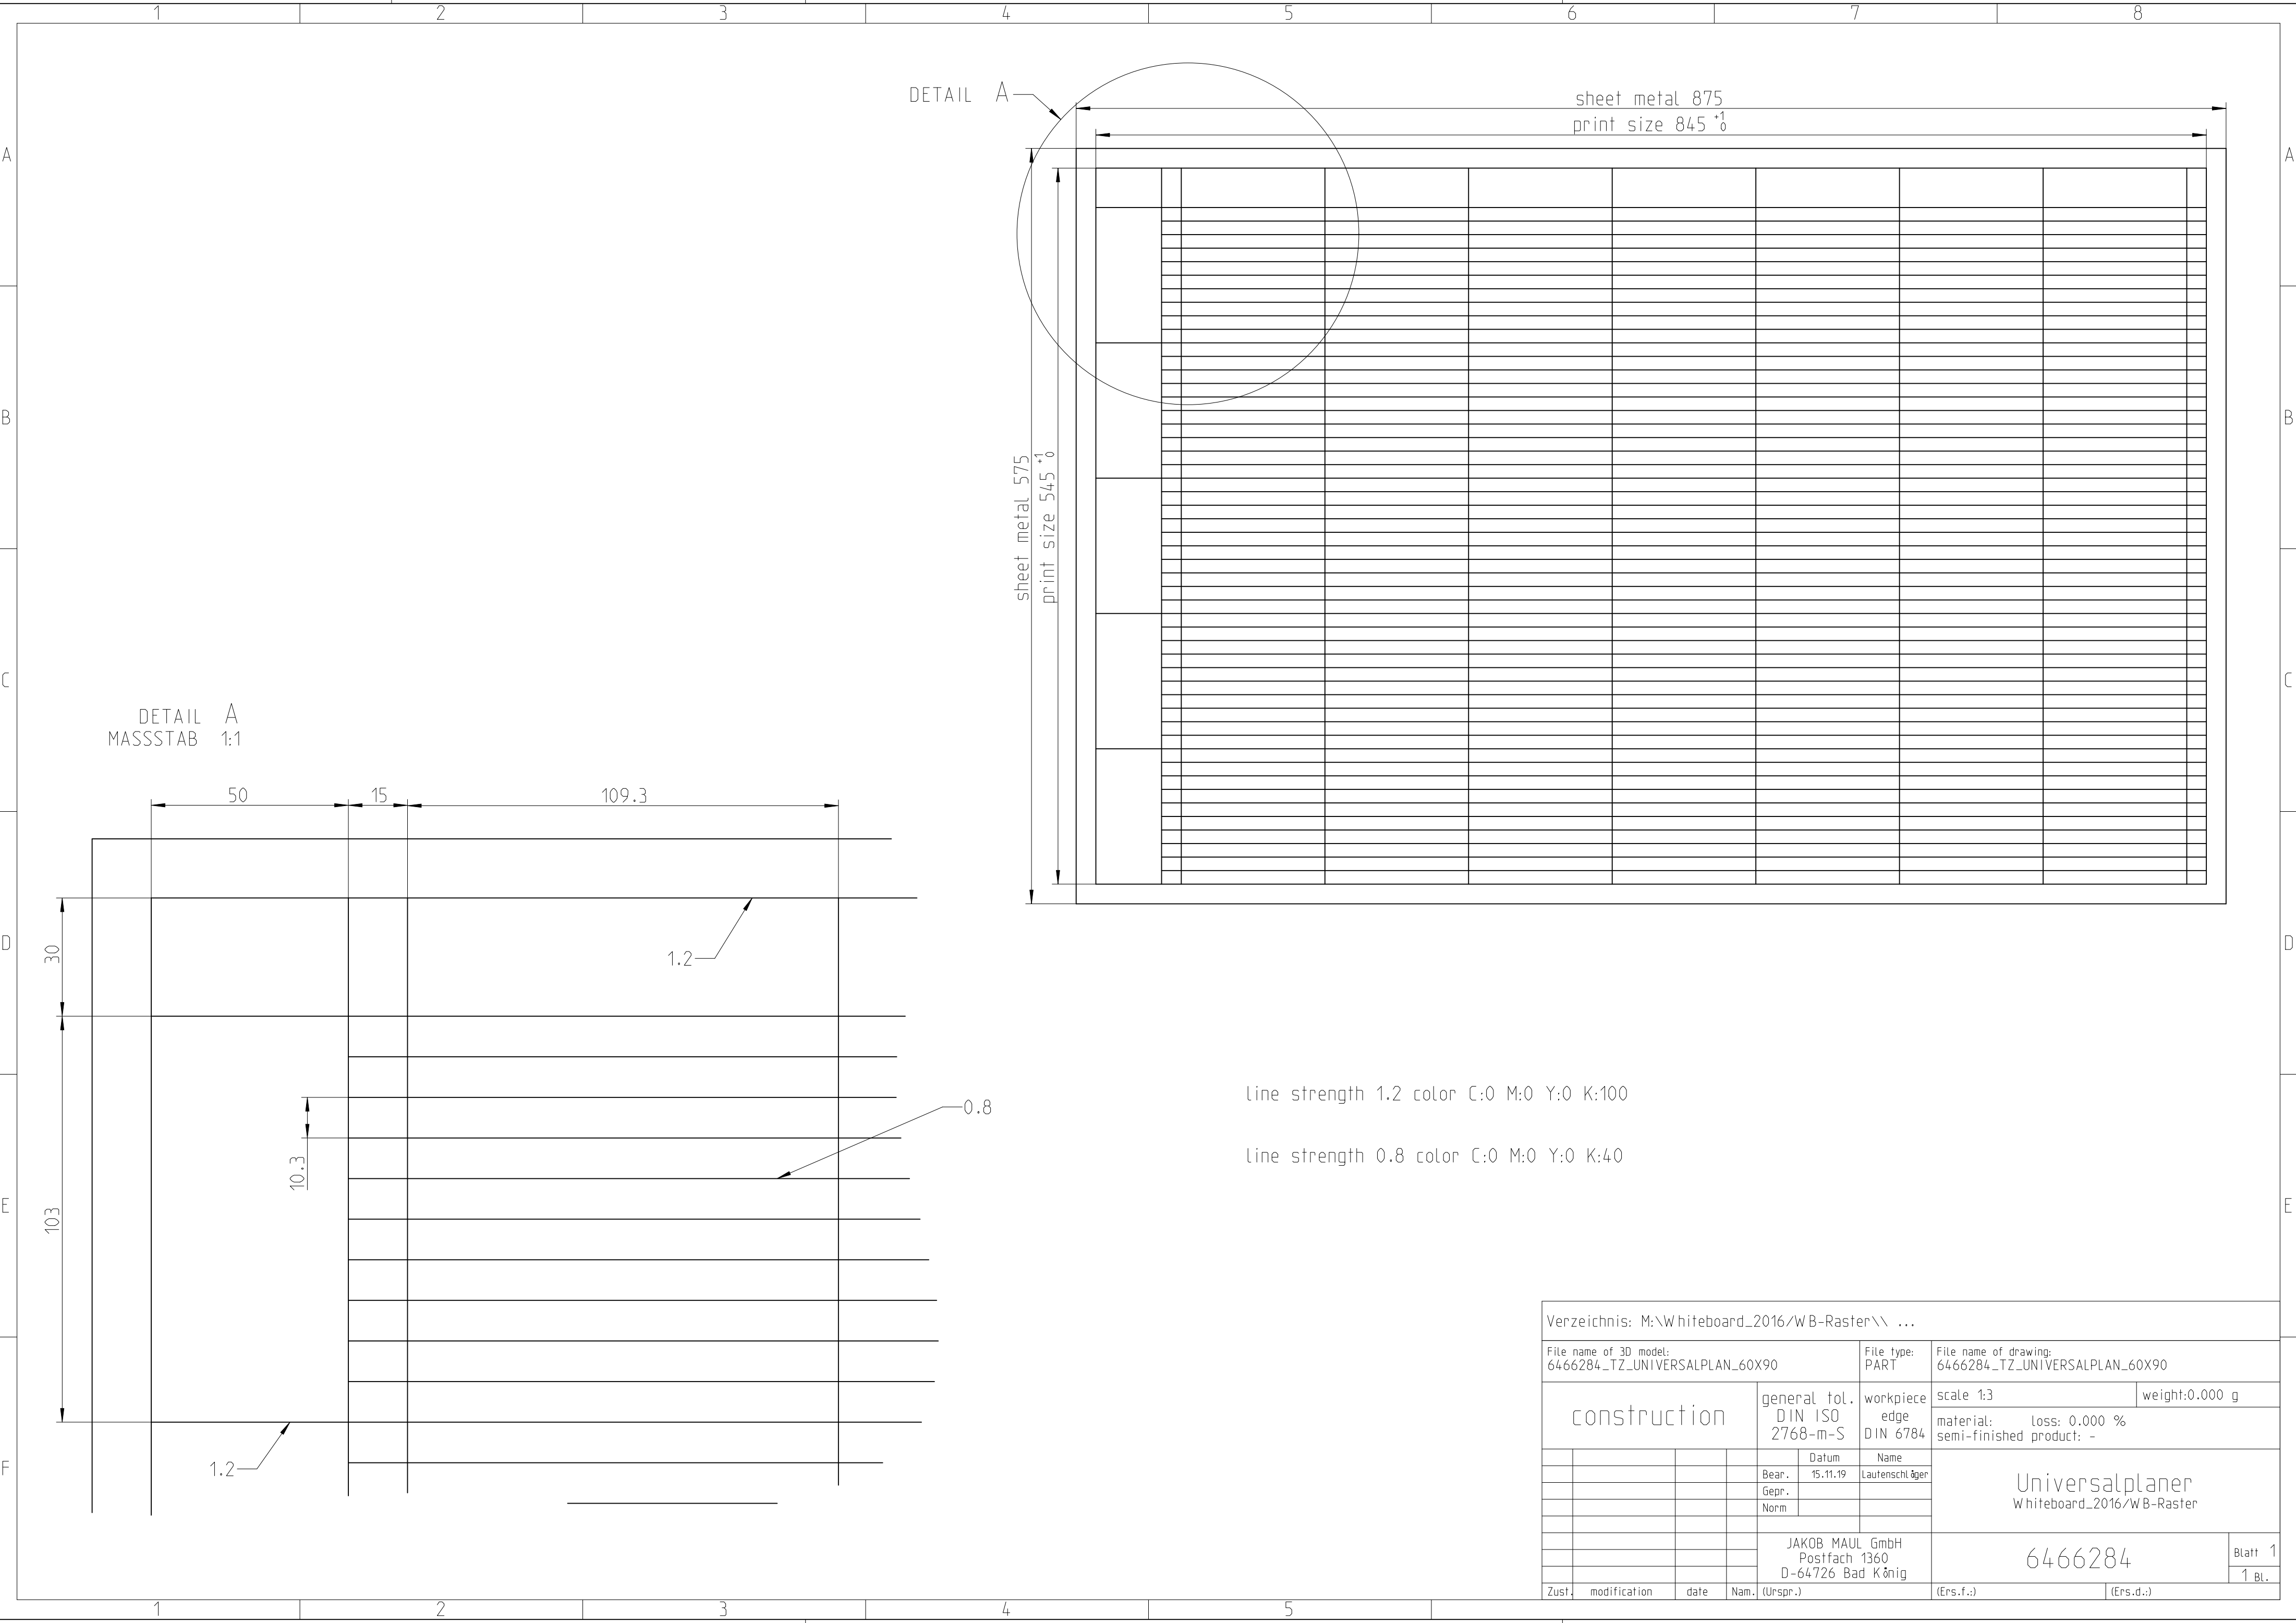 1 2 3 4 5 6 7 8
DETAIL A
sheet metal 875
print size 845 +1 0
A A
sheet metal 575
print size 545 +1 0
B B
C C
DETAIL A
MASSSTAB 1:1
50 15 109.3
D D
30
1.2
line strength 1.2 color C:0 M:0 Y:0 K:100
0.8
line strength 0.8 color C:0 M:0 Y:0 K:40
10.3
E E
103
1.2
F
Verzeichnis: M:\Whiteboard_2016/WB-Raster\\ ...
File name of 3D model:
6466284_TZ_UNIVERSALPLAN_60X90
File type:
PART
File name of drawing:
6466284_TZ_UNIVERSALPLAN_60X90
construction
general tol.
DIN ISO
2768-m-S
workpiece
edge
DIN 6784
scale 1:3
weight:0.000 g
material: loss: 0.000 %
semi-finished product: -
Datum Name
Bear. 15.11.19 Lautenschläger
Gepr.
Norm
Universalplaner
Whiteboard_2016/WB-Raster
JAKOB MAUL GmbH
Postfach 1360
D-64726 Bad König
6466284
Blatt 1
1 Bl.
Zust. modification date Nam. (Urspr.) (Ers.f.:) (Ers.d.:)
1 2 3 4 5